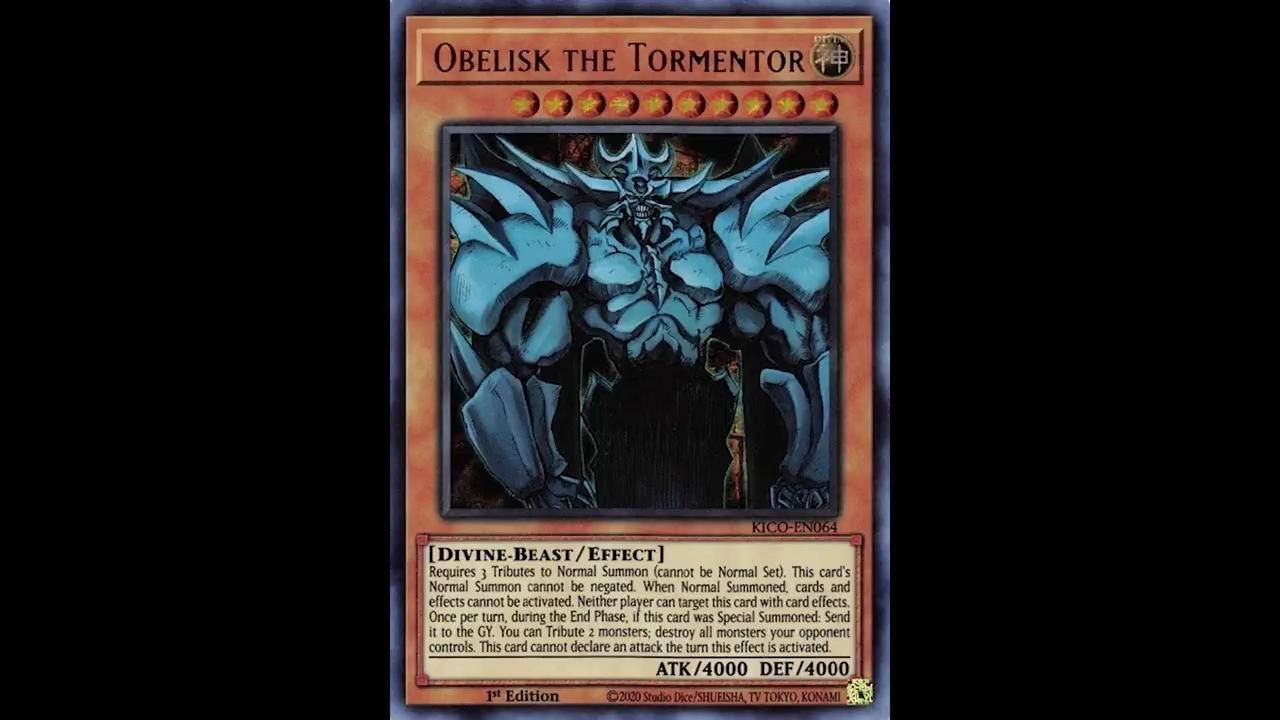 OBELISK THE TORMENTOR
神
KICO-EN064
[DIVINE-BEAST/EFFECT]
Requires 3 Tributes to Normal Summon (cannot be Normal Set). This card's
Normal Summon cannot be negated. When Normal Summoned, cards and
effects cannot be activated. Neither player can target this card with card effects.
Once per turn, during the End Phase, if this card was Special Summoned: Send
it to the GY. You can Tribute 2 monsters; destroy all monsters your opponent
controls. This card cannot declare an attack the turn this effect is activated.
ATK/4000 DEF/4000
1st Edition ©2020 Studio Dice/SHUEISHA, TV TOKYO, KONAMI